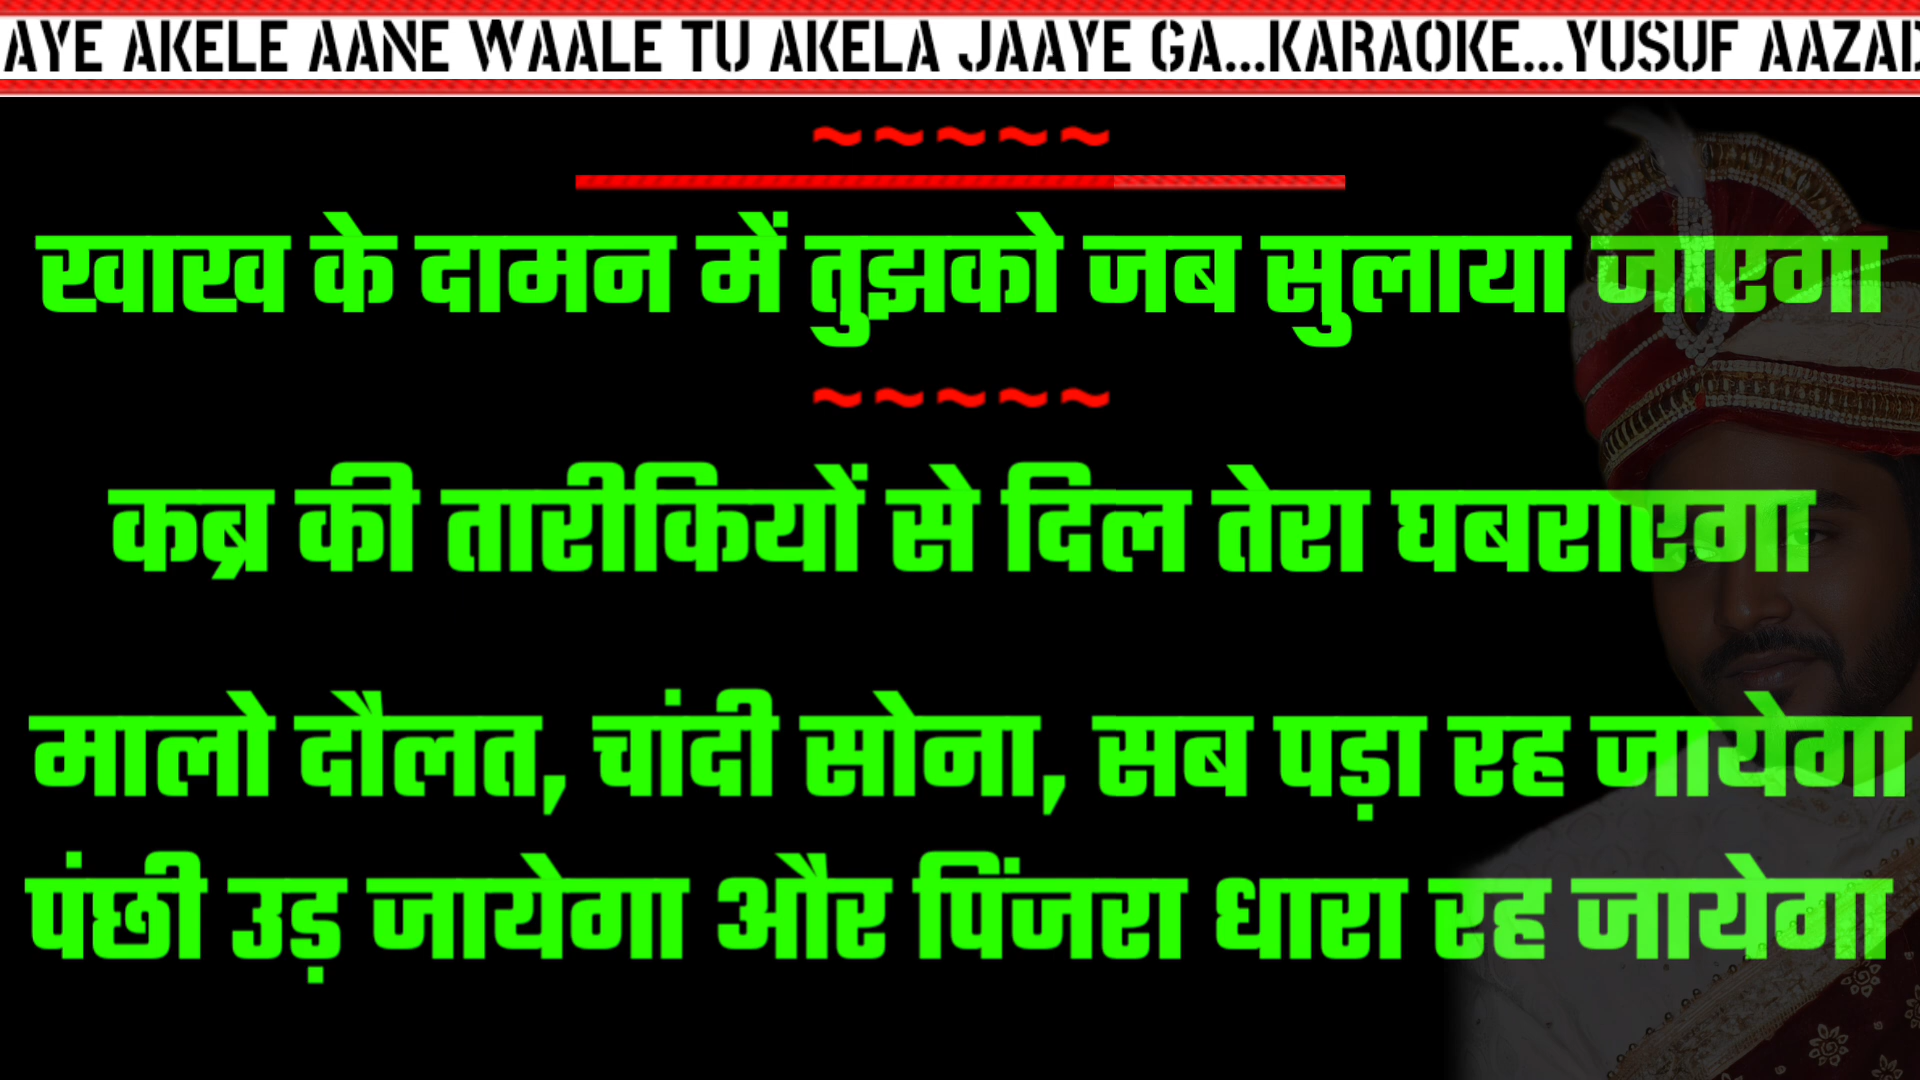 AYE AKELE AANE WAALE TU AKELA JAAYE GA...KARAOKE...YUSUF AAZAD
~~~~~
खाख के दामन में तुझको जब सुलाया जाएगा
~~~~~
कब्र की तारीकियों से दिल तेरा घबराएगा
मालो दौलत, चांदी सोना, सब पड़ा रह जायेगा
पंछी उड़ जायेगा और पिंजरा धारा रह जायेगा